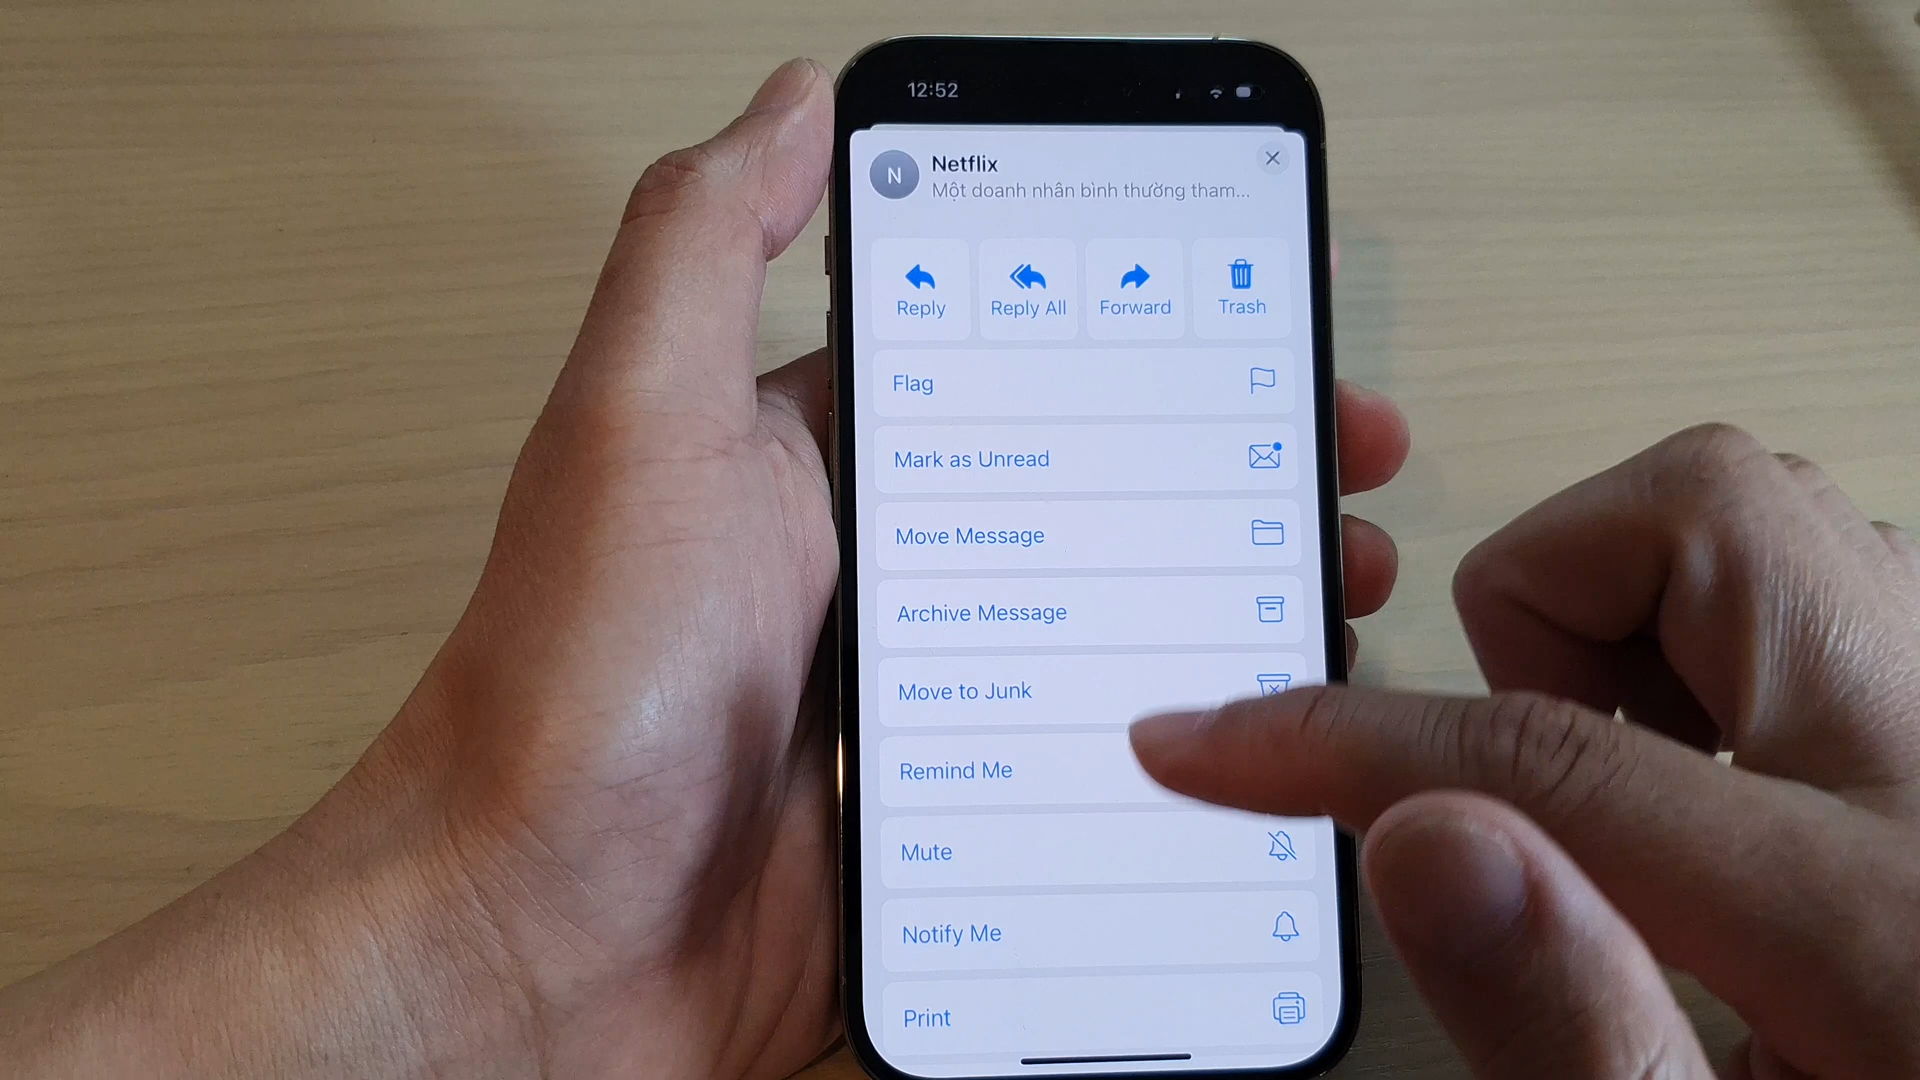 12:52
Netflix
Một doanh nhân bình thường tham...
N
Reply
Reply All
Forward
Trash
Flag
Mark as Unread
Move Message
Archive Message
Move to Junk
Remind Me
Mute
Notify Me
Print